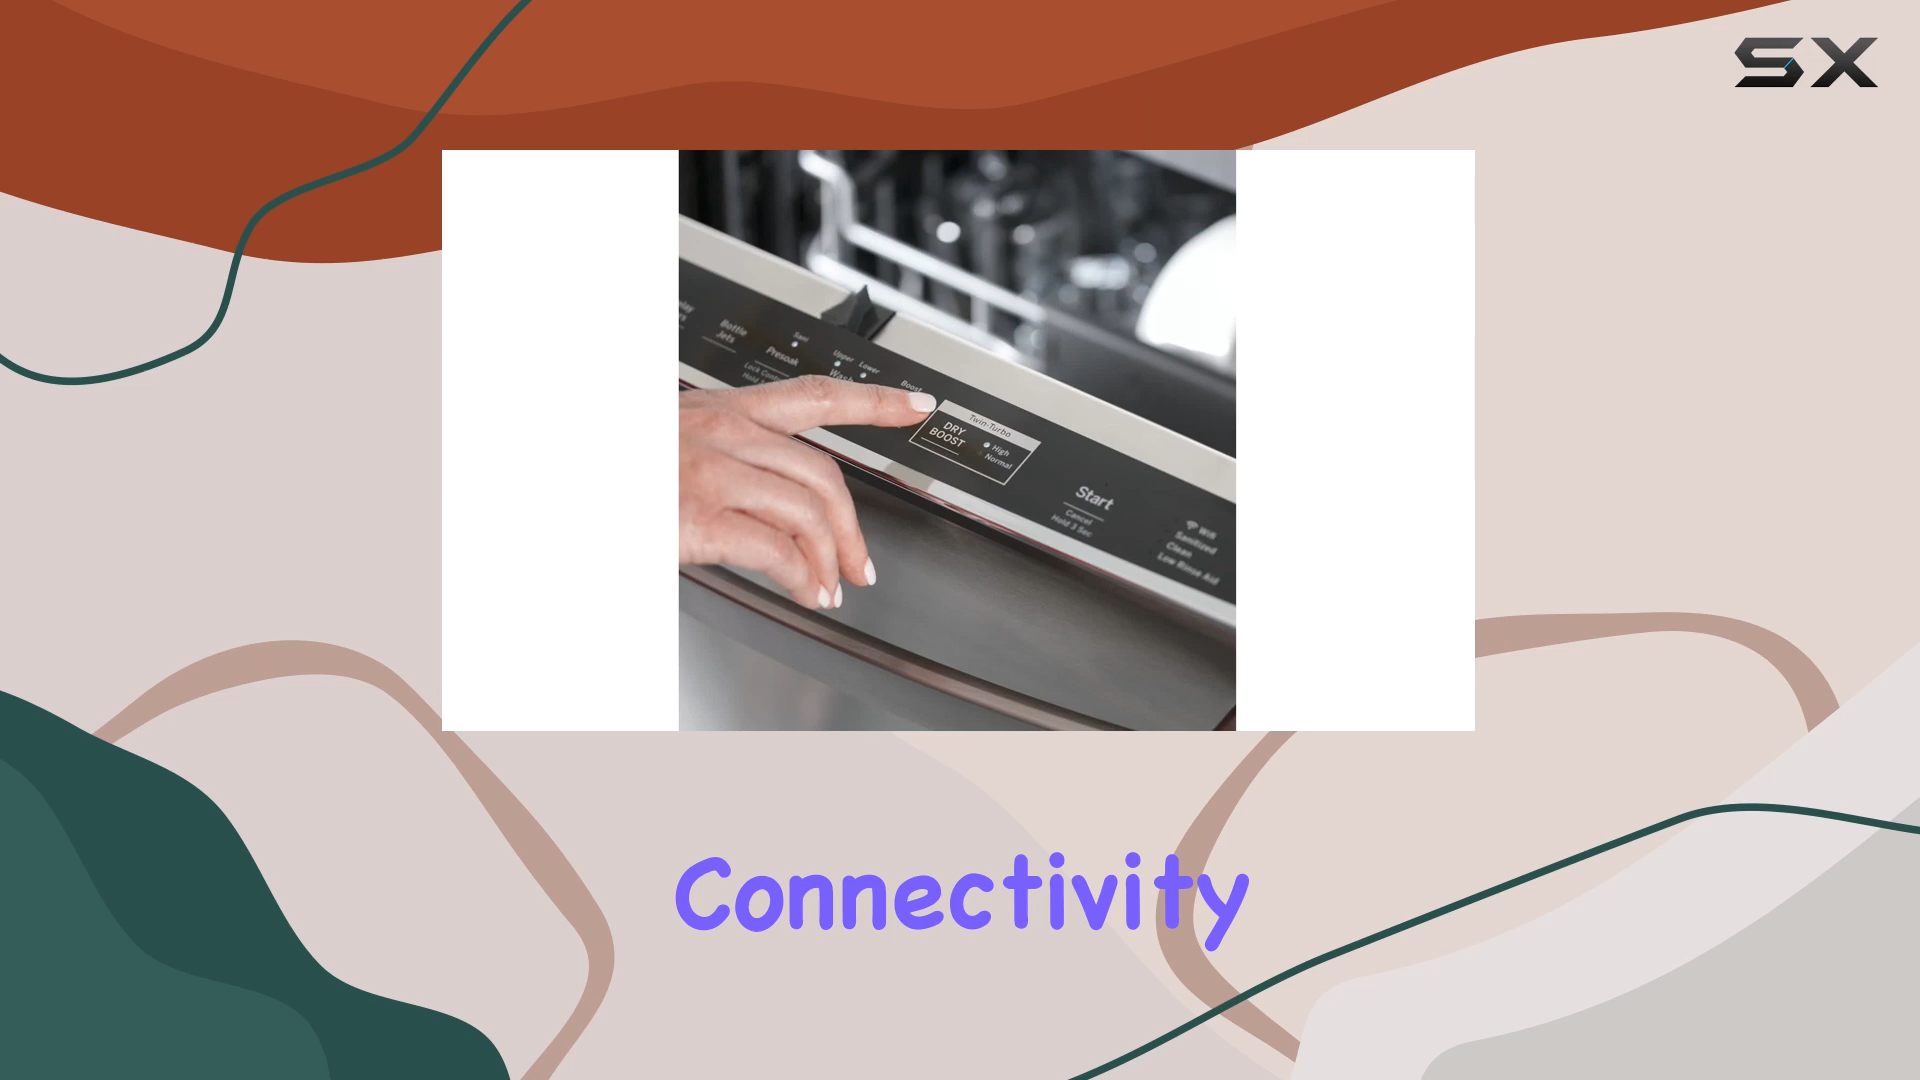 SX
Bottle
Jets
Presoak
Sani
Upper
Lower
Wash
Boost
Twin-Turbo
DRY
BOOST
High
Normal
Start
Cancel
Hold 3 Sec
Wifi
Sanitized
Clean
Low Rinse Aid
Connectivity